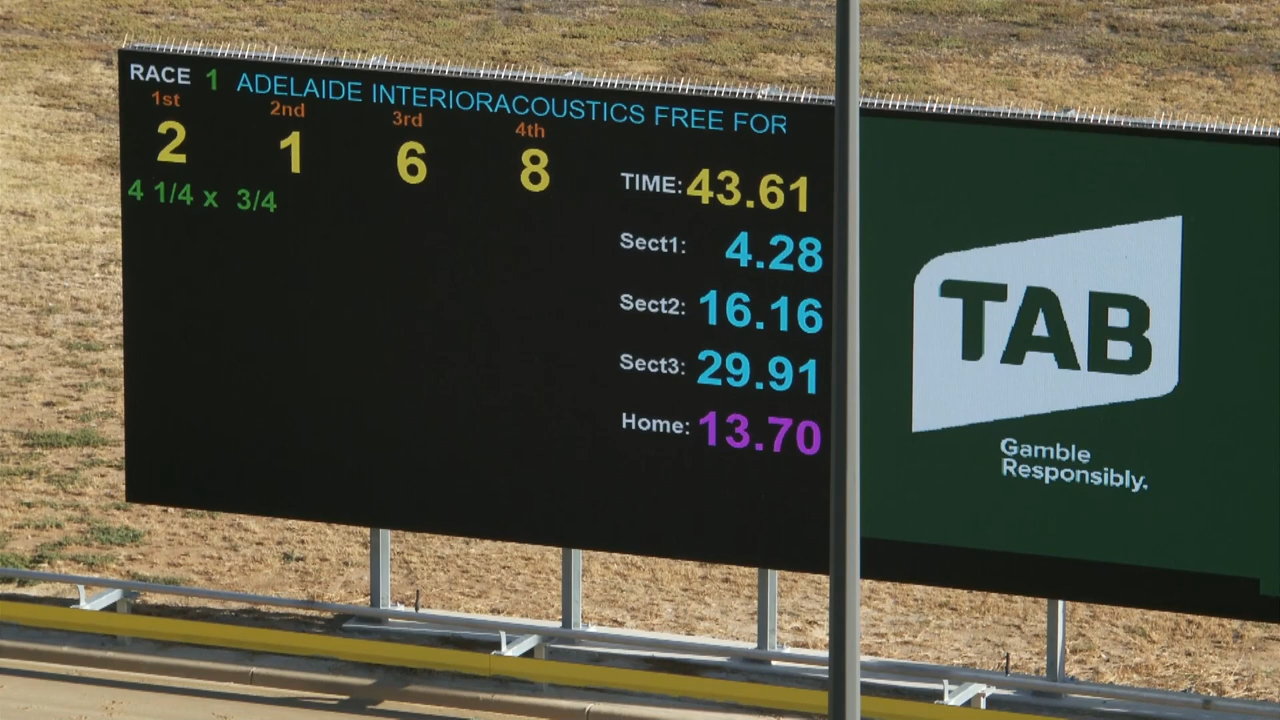 RACE 1 ADELAIDE INTERIORACOUSTICS FREE FOR
1st 2nd 3rd 4th
2 1 6 8
4 1/4 x 3/4
TIME: 43.61
Sect1: 4.28
Sect2: 16.16
Sect3: 29.91
Home: 13.70
TAB
Gamble
Responsibly.